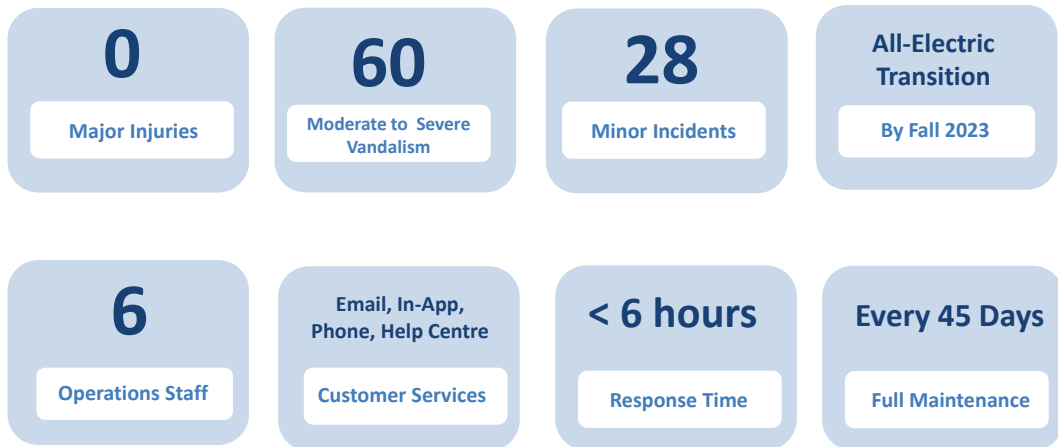 0
Major Injuries
60
Moderate to Severe
Vandalism
28
Minor Incidents
All-Electric
Transition
By Fall 2023
6
Operations Staff
Email, In-App,
Phone, Help Centre
Customer Services
< 6 hours
Response Time
Every 45 Days
Full Maintenance